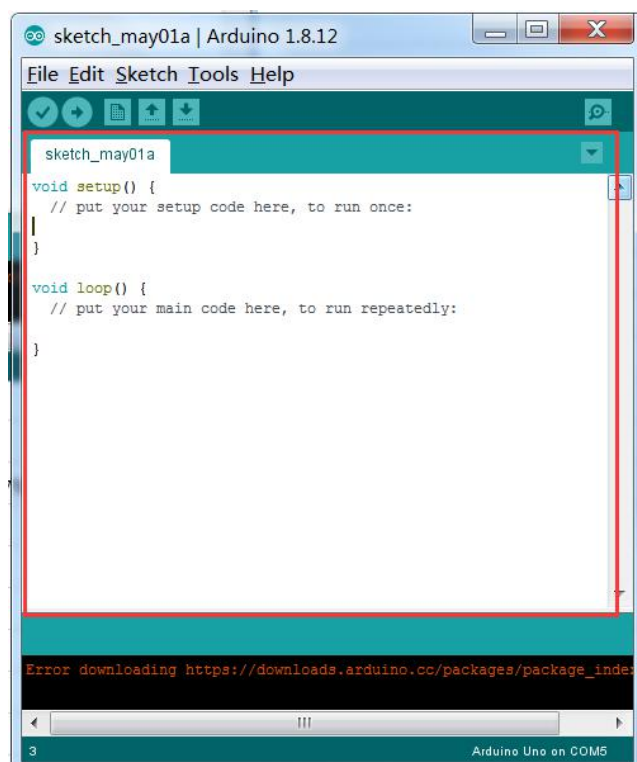 sketch_may01a | Arduino 1.8.12
File Edit Sketch Tools Help
sketch_may01a
void setup() {
  // put your setup code here, to run once:

}

void loop() {
  // put your main code here, to run repeatedly:

}
Error downloading https://downloads.arduino.cc/packages/package_inde
3
Arduino Uno on COM5